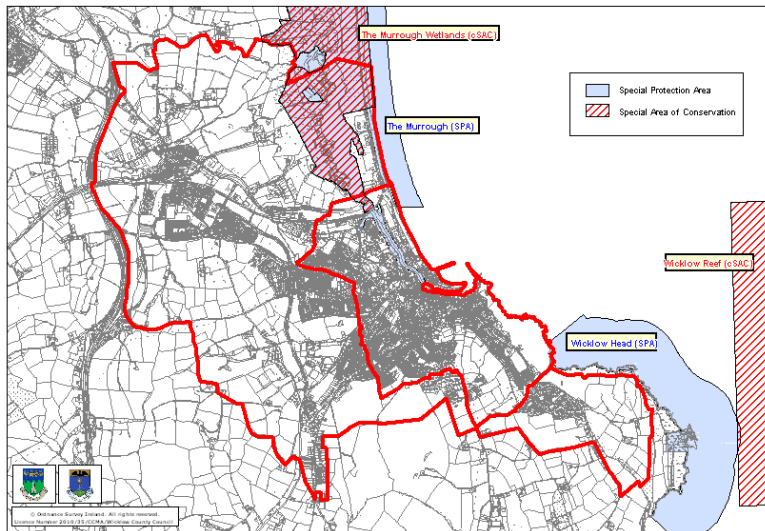 The Murrough Wetlands (cSAC)
Special Protection Area
Special Area of Conservation
The Murrough (SPA)
Wicklow Reef (cSAC)
Wicklow Head (SPA)
© Ordnance Survey Ireland. All rights reserved.
Licence Number 2010/35/CCMA/Wicklow County Council